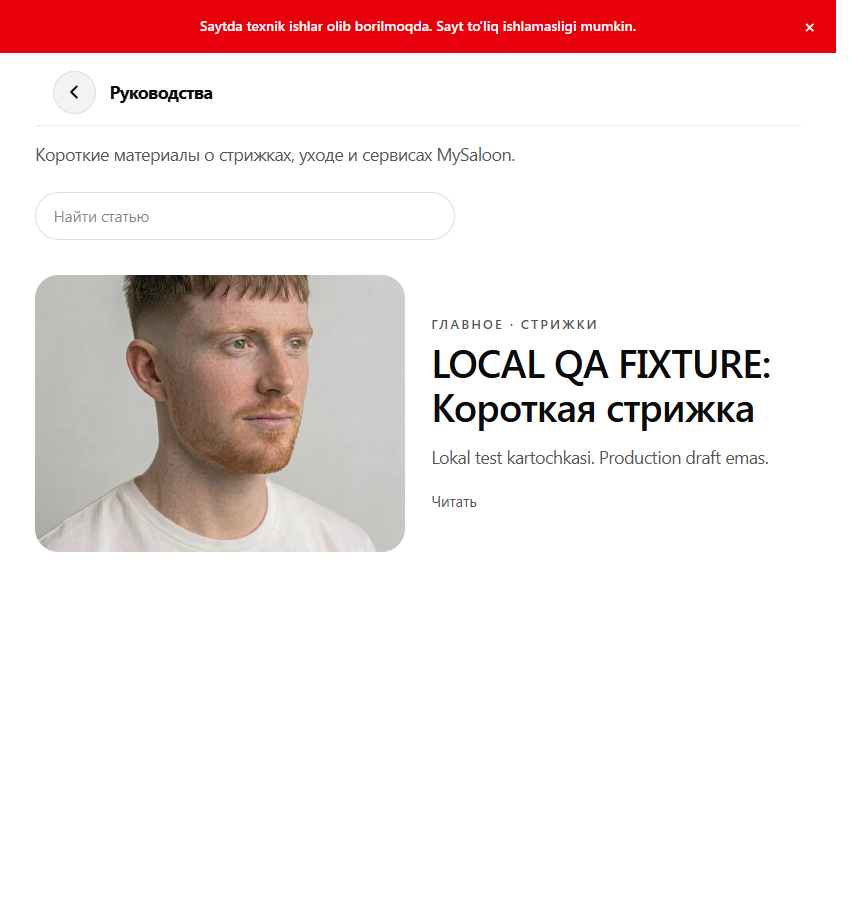 Saytda texnik ishlar olib borilmoqda. Sayt to'liq ishlamasligi mumkin.
×
Руководства
Короткие материалы о стрижках, уходе и сервисах MySaloon.
Найти статью
ГЛАВНОЕ · СТРИЖКИ
LOCAL QA FIXTURE:
Короткая стрижка
Lokal test kartochkasi. Production draft emas.
Читать